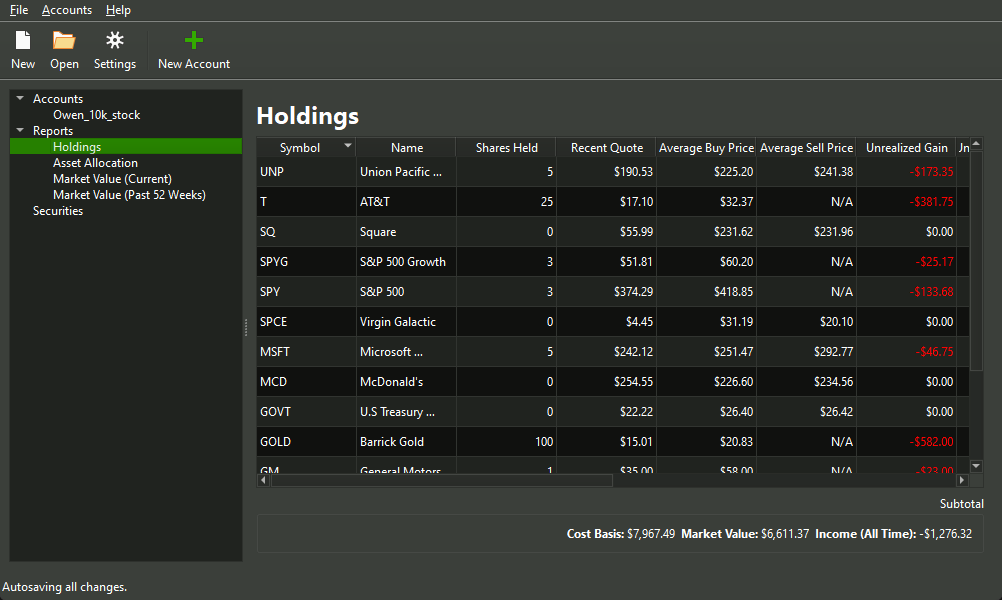 File Accounts Help
New Open Settings New Account
Accounts
Owen_10k_stock
Reports
Holdings
Asset Allocation
Market Value (Current)
Market Value (Past 52 Weeks)
Securities
Holdings
Symbol Name Shares Held Recent Quote Average Buy Price Average Sell Price Unrealized Gain
UNP Union Pacific ... 5 $190.53 $225.20 $241.38 -$173.35
T AT&T 25 $17.10 $32.37 N/A -$381.75
SQ Square 0 $55.99 $231.62 $231.96 $0.00
SPYG S&P 500 Growth 3 $51.81 $60.20 N/A -$25.17
SPY S&P 500 3 $374.29 $418.85 N/A -$133.68
SPCE Virgin Galactic 0 $4.45 $31.19 $20.10 $0.00
MSFT Microsoft ... 5 $242.12 $251.47 $292.77 -$46.75
MCD McDonald's 0 $254.55 $226.60 $234.56 $0.00
GOVT U.S Treasury ... 0 $22.22 $26.40 $26.42 $0.00
GOLD Barrick Gold 100 $15.01 $20.83 N/A -$582.00
GM General Motors 1 $35.00 $58.00 N/A -$23.00
Subtotal
Cost Basis: $7,967.49 Market Value: $6,611.37 Income (All Time): -$1,276.32
Autosaving all changes.